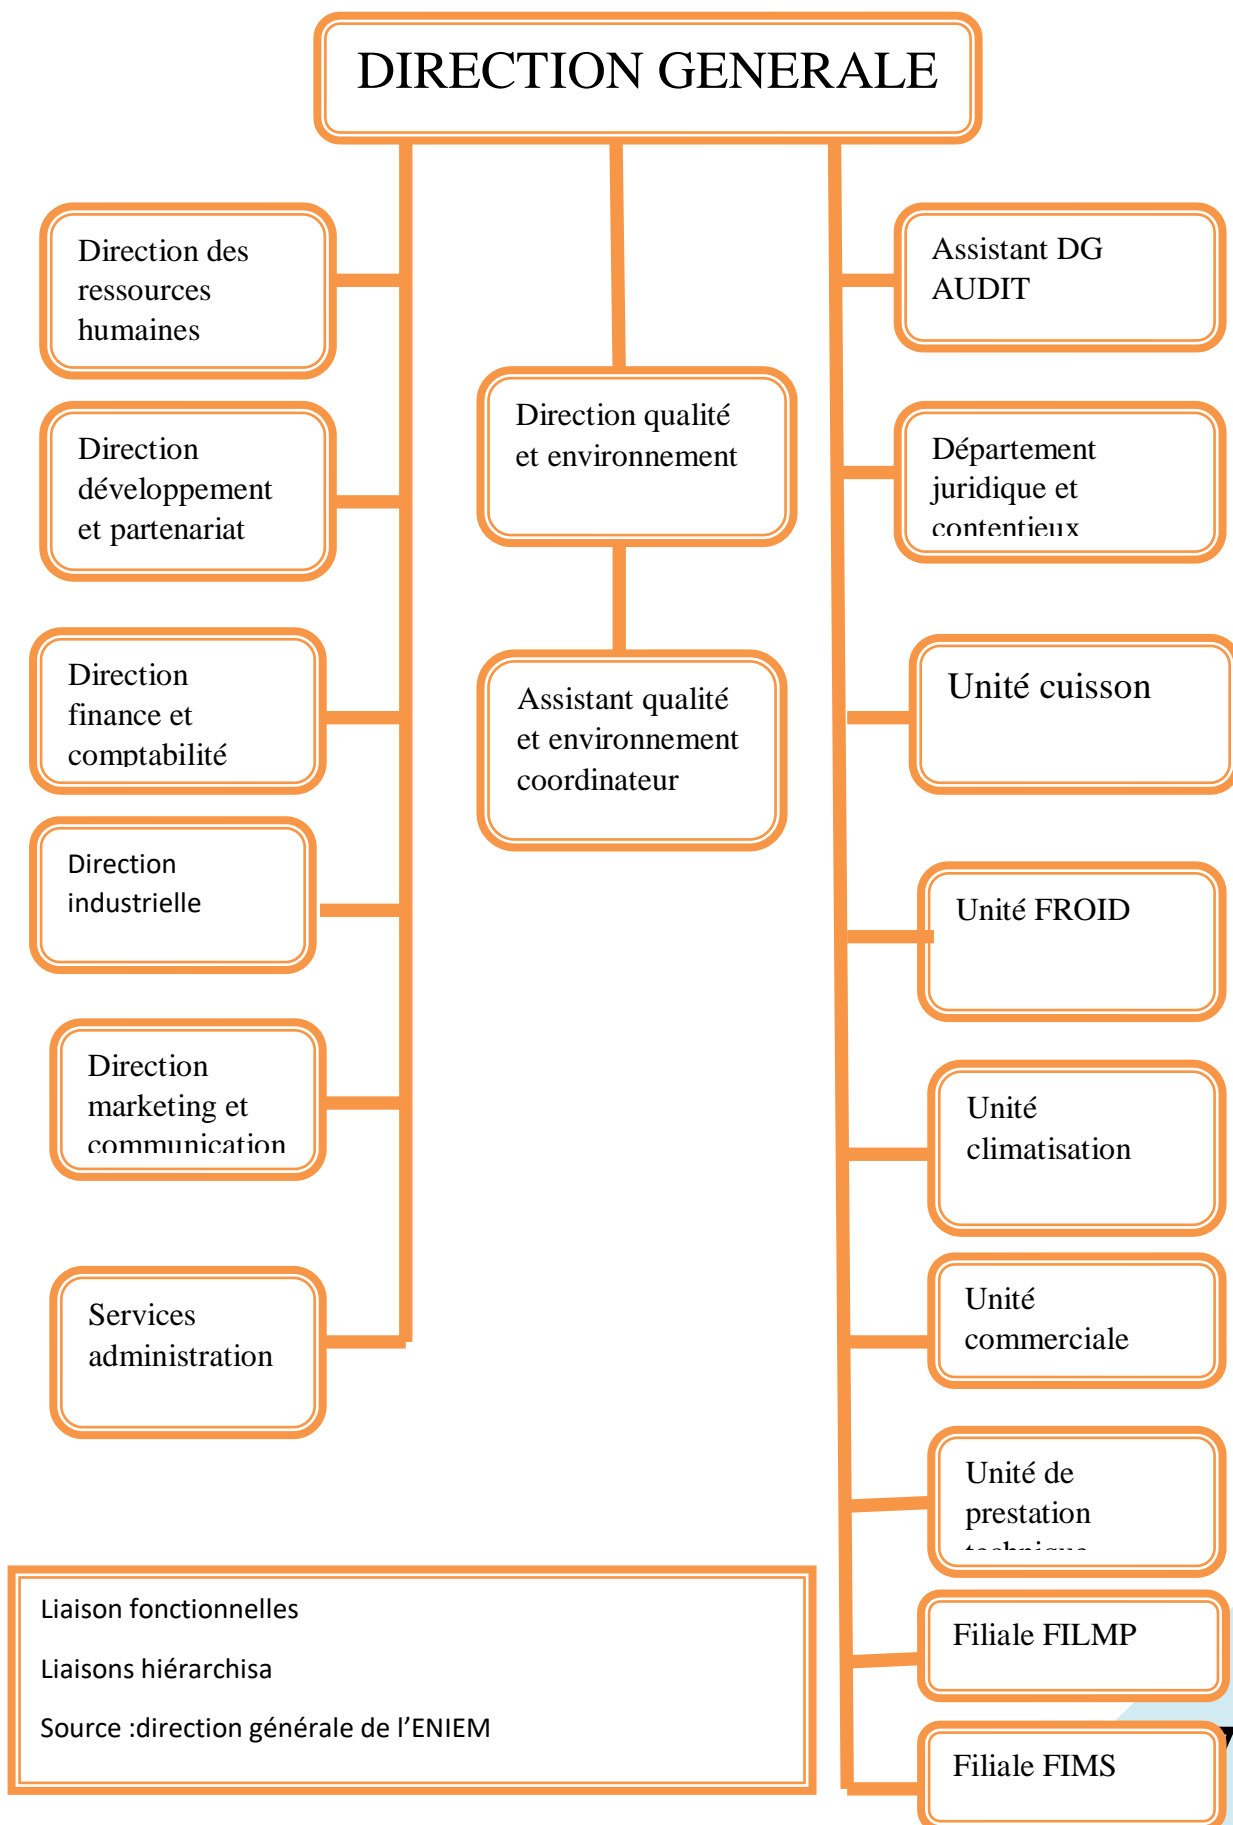 DIRECTION GENERALE
Direction des
ressources
humaines
Direction
développement
et partenariat
Direction
finance et
comptabilité
Direction
industrielle
Direction
marketing et
communication
Services
administration
Direction qualité
et environnement
Assistant qualité
et environnement
coordinateur
Assistant DG
AUDIT
Département
juridique et
contentieux
Unité cuisson
Unité FROID
Unité
climatisation
Unité
commerciale
Unité de
prestation
technique
Filiale FILMP
Filiale FIMS
Liaison fonctionnelles
Liaisons hiérarchisa
Source :direction générale de l’ENIEM